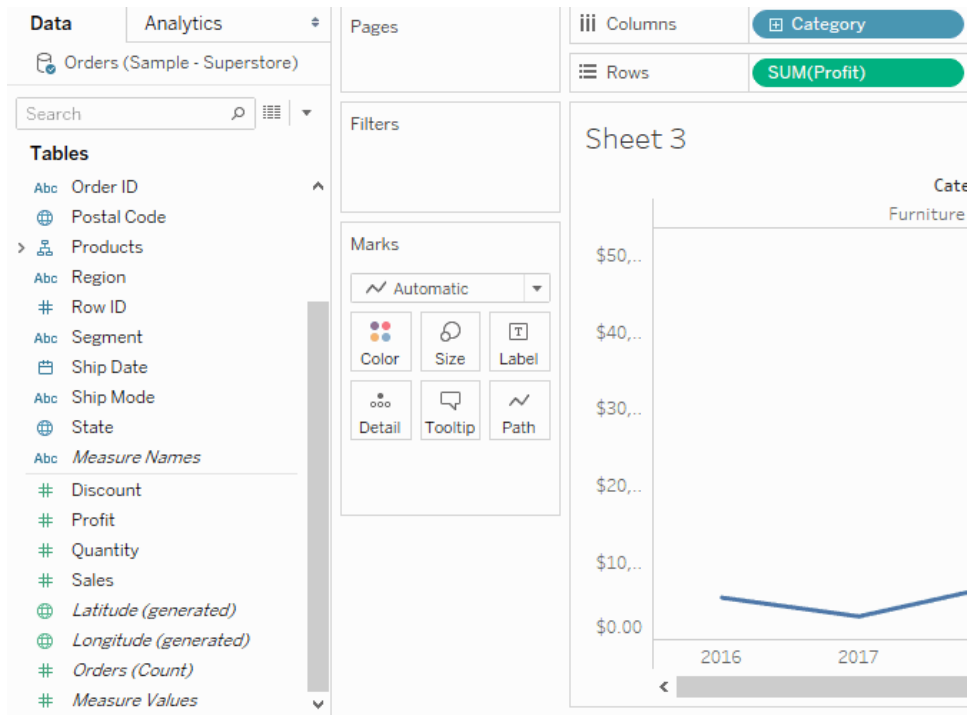 Data
Analytics
Orders (Sample - Superstore)
Search
Tables
Abc Order ID
Postal Code
Products
Abc Region
# Row ID
Abc Segment
Ship Date
Abc Ship Mode
State
Abc Measure Names
# Discount
# Profit
# Quantity
# Sales
Latitude (generated)
Longitude (generated)
# Orders (Count)
# Measure Values
Pages
Filters
Marks
Automatic
Color Size T Label
Detail Tooltip Path
Columns
Category
Rows
SUM(Profit)
Sheet 3
Cate
Furniture
$50,..
$40,..
$30,..
$20,..
$10,..
$0.00
2016 2017